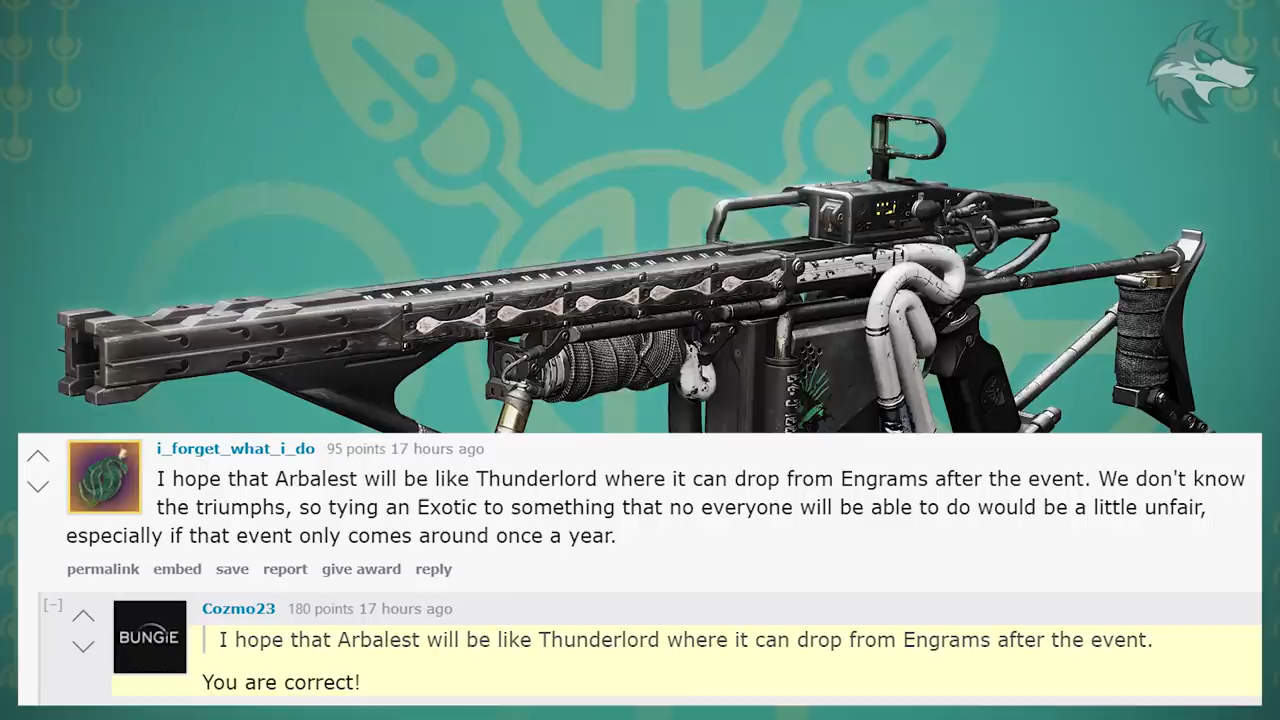 i_forget_what_i_do 95 points 17 hours ago
I hope that Arbalest will be like Thunderlord where it can drop from Engrams after the event. We don't know
the triumphs, so tying an Exotic to something that no everyone will be able to do would be a little unfair,
especially if that event only comes around once a year.
permalink embed save report give award reply
[-]
Cozmo23 180 points 17 hours ago
BUNGiE
I hope that Arbalest will be like Thunderlord where it can drop from Engrams after the event.
You are correct!